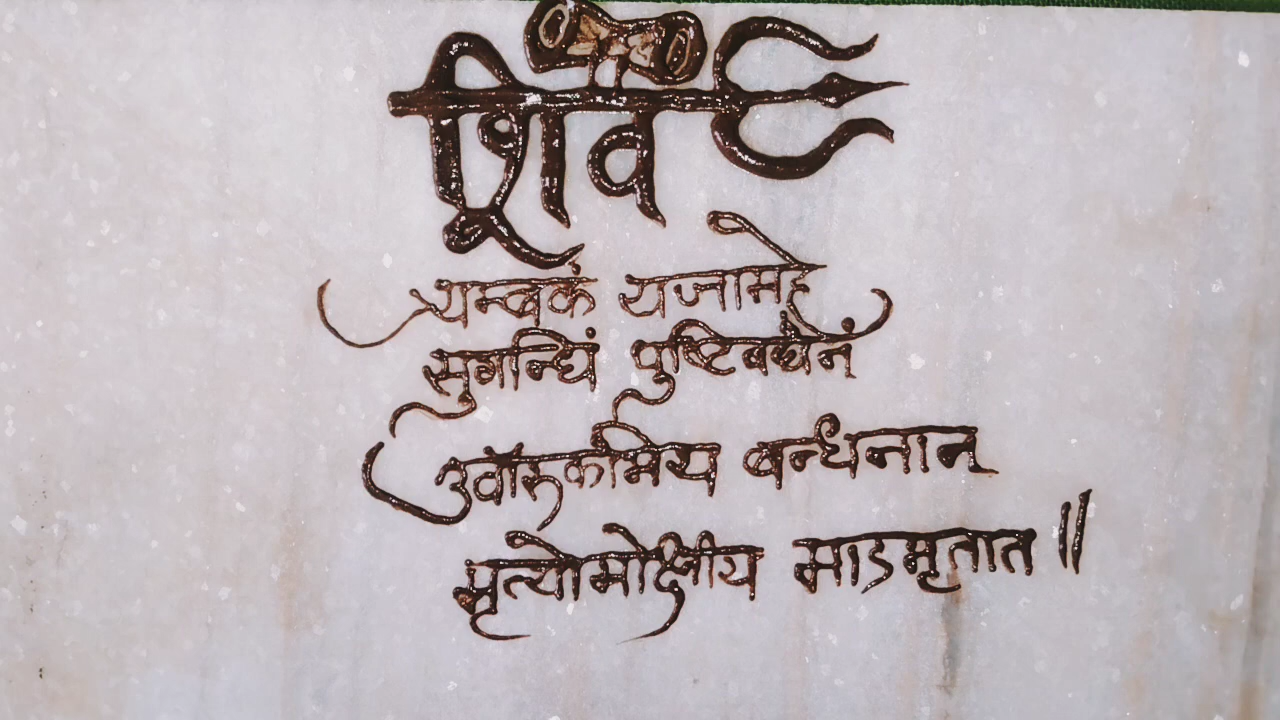 शिव
त्र्यम्बकं यजामहे
सुगन्धिं पुष्टिवर्धनं
उर्वारुकमिव बन्धनान्
मृत्योर्मोक्षीय माऽमृतात ॥